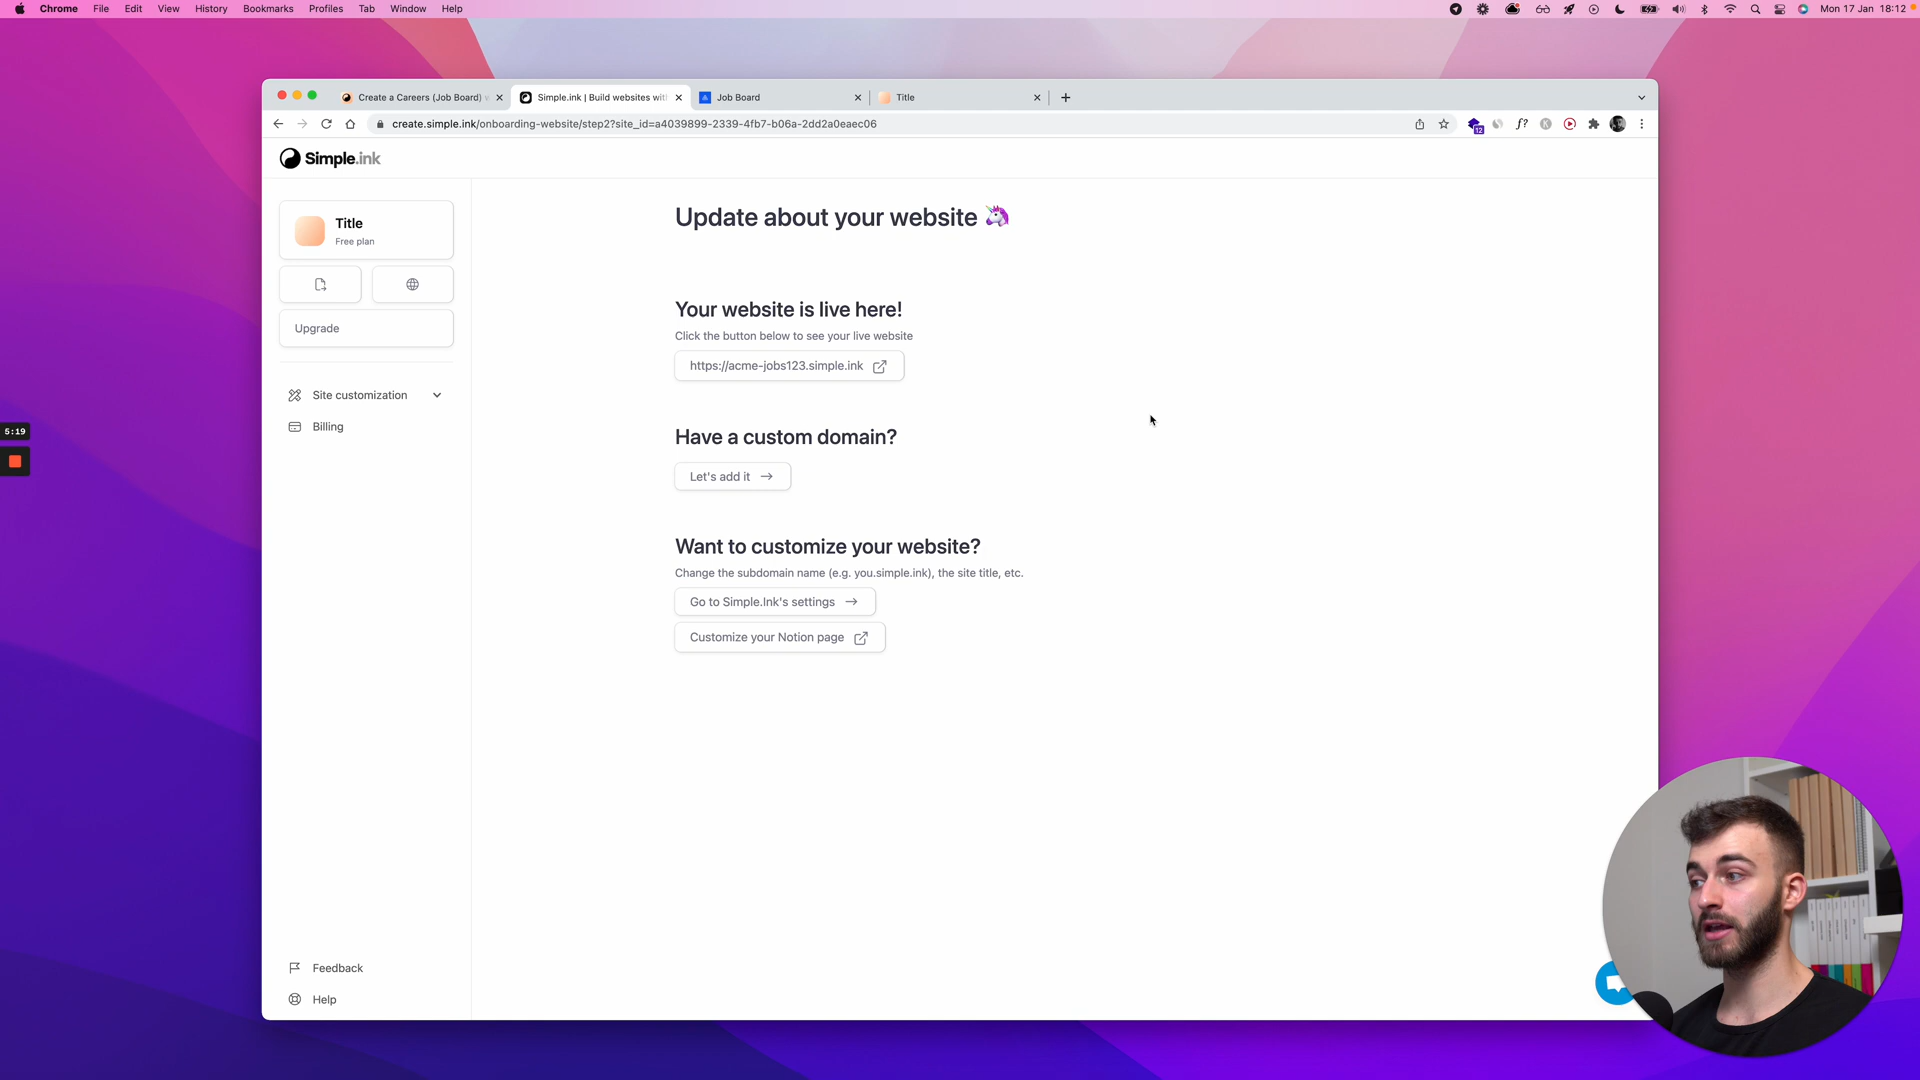 Chrome File Edit View History Bookmarks Profiles Tab Window Help Mon 17 Jan 18:12
Create a Careers (Job Board) Simple.ink | Build websites wit Job Board Title
create.simple.ink/onboarding-website/step2?site_id=a4039899-2339-4fb7-b06a-2dd2a0eaec06 12 f?
Simple.ink
Title
Free plan
Upgrade
Site customization
Billing
5:19
Update about your website
Your website is live here!
Click the button below to see your live website
https://acme-jobs123.simple.ink
Have a custom domain?
Let's add it
Want to customize your website?
Change the subdomain name (e.g. you.simple.ink), the site title, etc.
Go to Simple.Ink's settings
Customize your Notion page
Feedback
Help